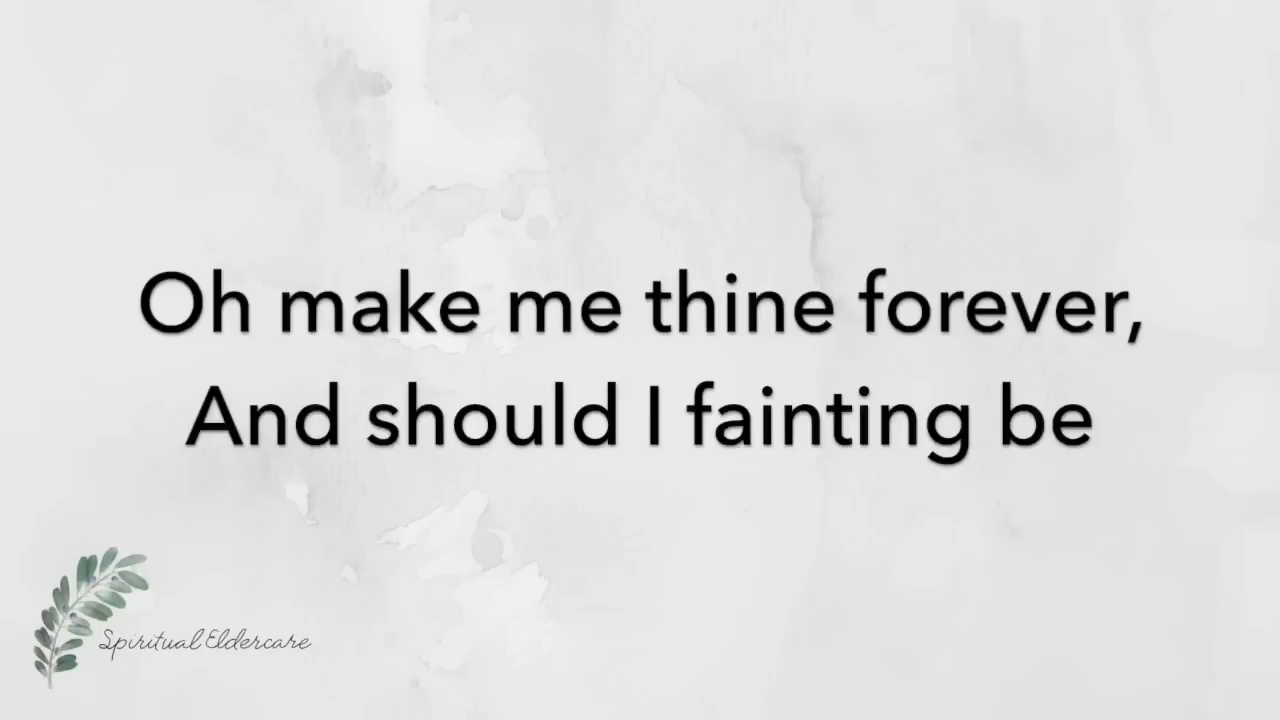 Oh make me thine forever,
And should I fainting be
Spiritual Eldercare